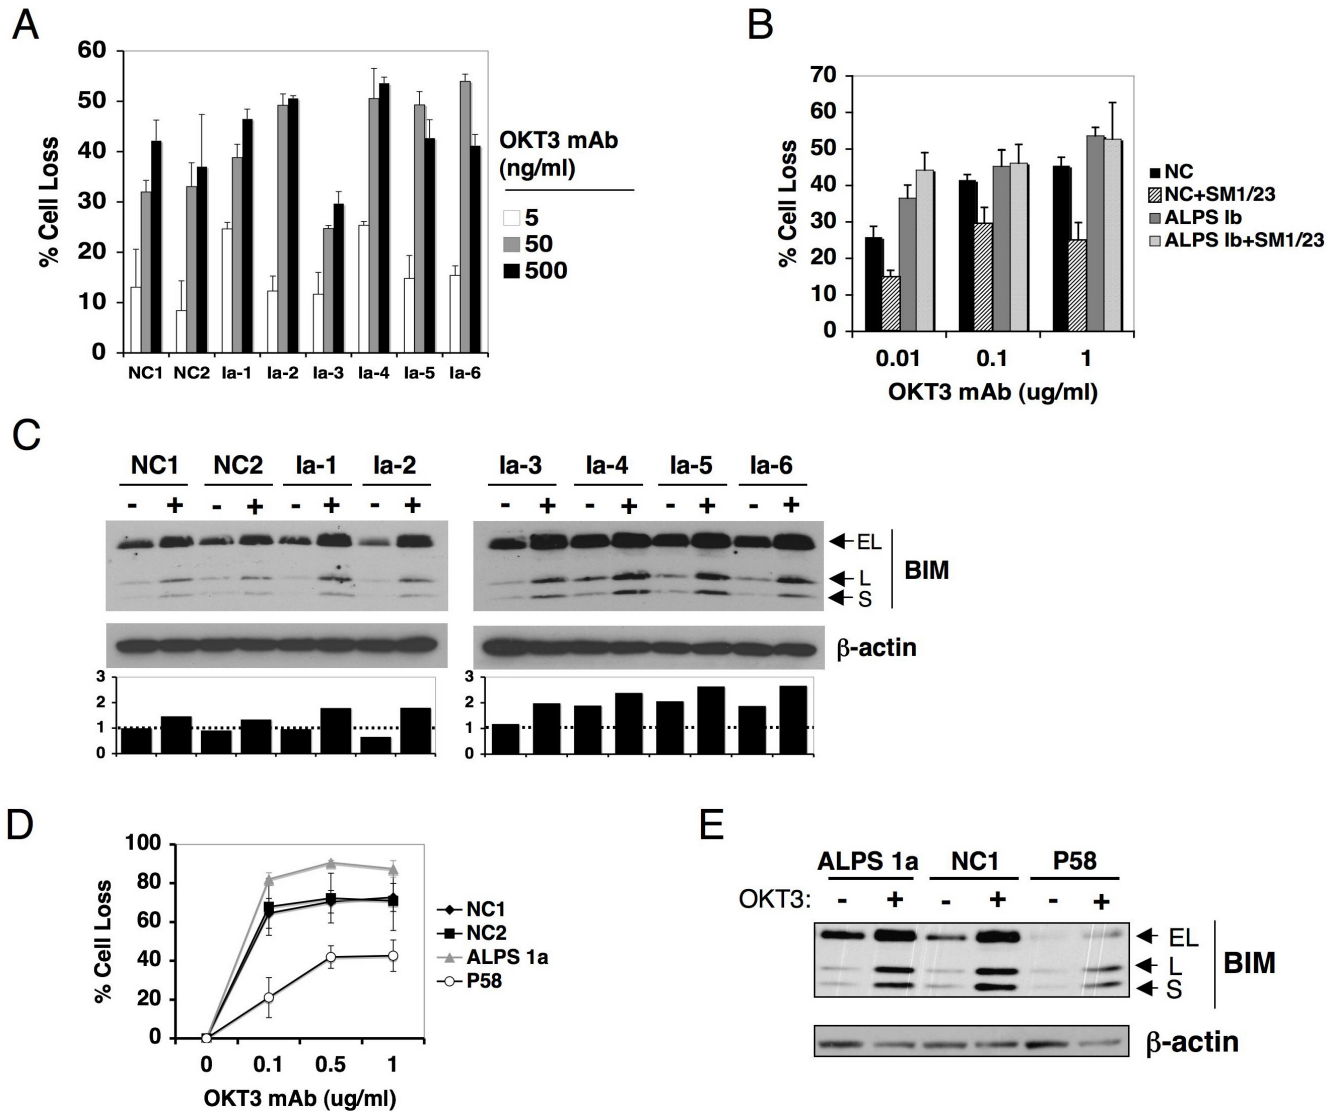 A
60
50
40
30
20
10
0
% Cell Loss
NC1 NC2 Ia-1 Ia-2 Ia-3 Ia-4 Ia-5 Ia-6
OKT3 mAb
(ng/ml)
5
50
500
B
70
60
50
40
30
20
10
0
% Cell Loss
0.01 0.1 1
OKT3 mAb (ug/ml)
NC
NC+SM1/23
ALPS Ib
ALPS Ib+SM1/23
C
NC1 NC2 Ia-1 Ia-2 Ia-3 Ia-4 Ia-5 Ia-6
- + - + - + - + - + - + - + - +
EL
L
S
BIM
β-actin
3 3
2 2
1 1
0 0
D
100
80
60
40
20
0
% Cell Loss
0 0.1 0.5 1
OKT3 mAb (ug/ml)
NC1
NC2
ALPS 1a
P58
E
ALPS 1a NC1 P58
OKT3: - + - + - +
EL
L
S
BIM
β-actin